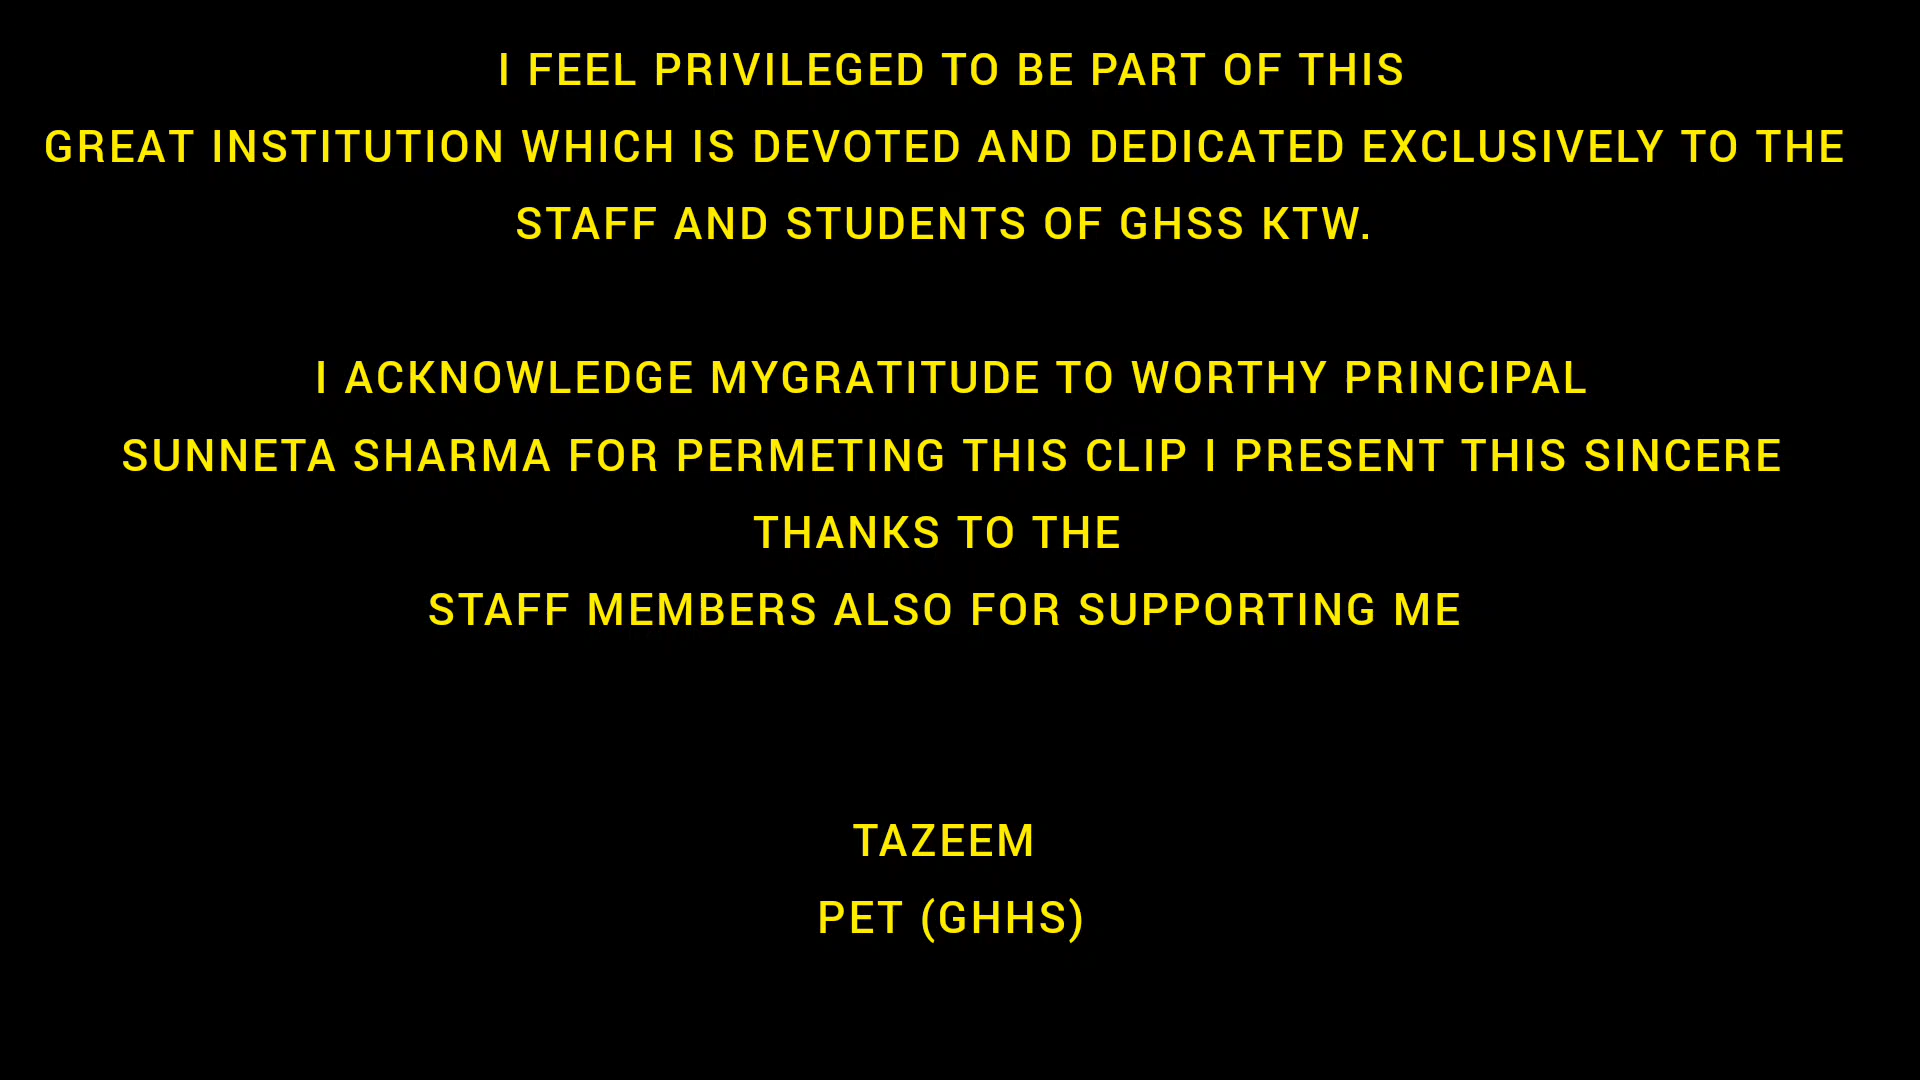 I FEEL PRIVILEGED TO BE PART OF THIS
GREAT INSTITUTION WHICH IS DEVOTED AND DEDICATED EXCLUSIVELY TO THE
STAFF AND STUDENTS OF GHSS KTW.
I ACKNOWLEDGE MYGRATITUDE TO WORTHY PRINCIPAL
SUNNETA SHARMA FOR PERMETING THIS CLIP I PRESENT THIS SINCERE
THANKS TO THE
STAFF MEMBERS ALSO FOR SUPPORTING ME
TAZEEM
PET (GHHS)